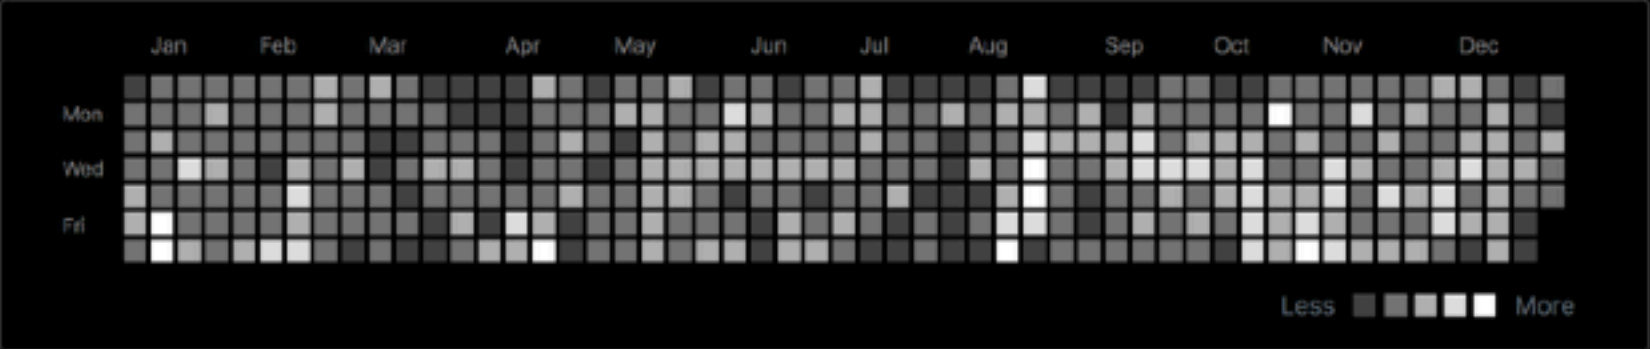 Jan Feb Mar Apr May Jun Jul Aug Sep Oct Nov Dec
Mon
Wed
Fri
Less More